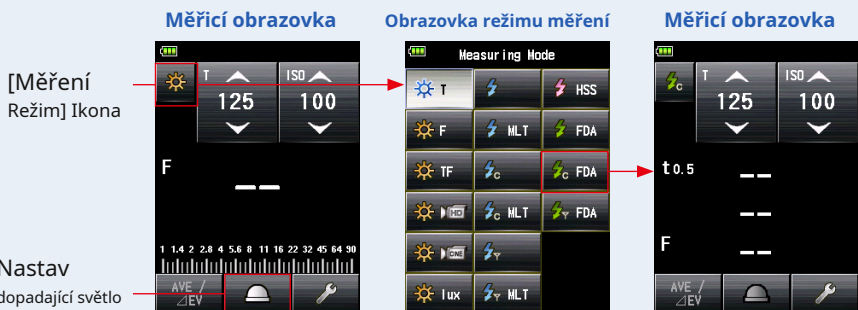 Měřicí obrazovka
Obrazovka režimu měření
Měřicí obrazovka
[Měření
Režim] Ikona
T
125
ISO
100
F
1 1.4 2 2.8 4 5.6 8 11 16 22 32 45 64 90
AVE /
⊿EV
Nastav
dopadající světlo
Measuring Mode
T
HSS
F
MLT
FDA
TF
C
C FDA
HD
C MLT
Y FDA
CINE
Y
lux
Y MLT
C
T
125
ISO
100
t0.5
F
AVE /
⊿EV